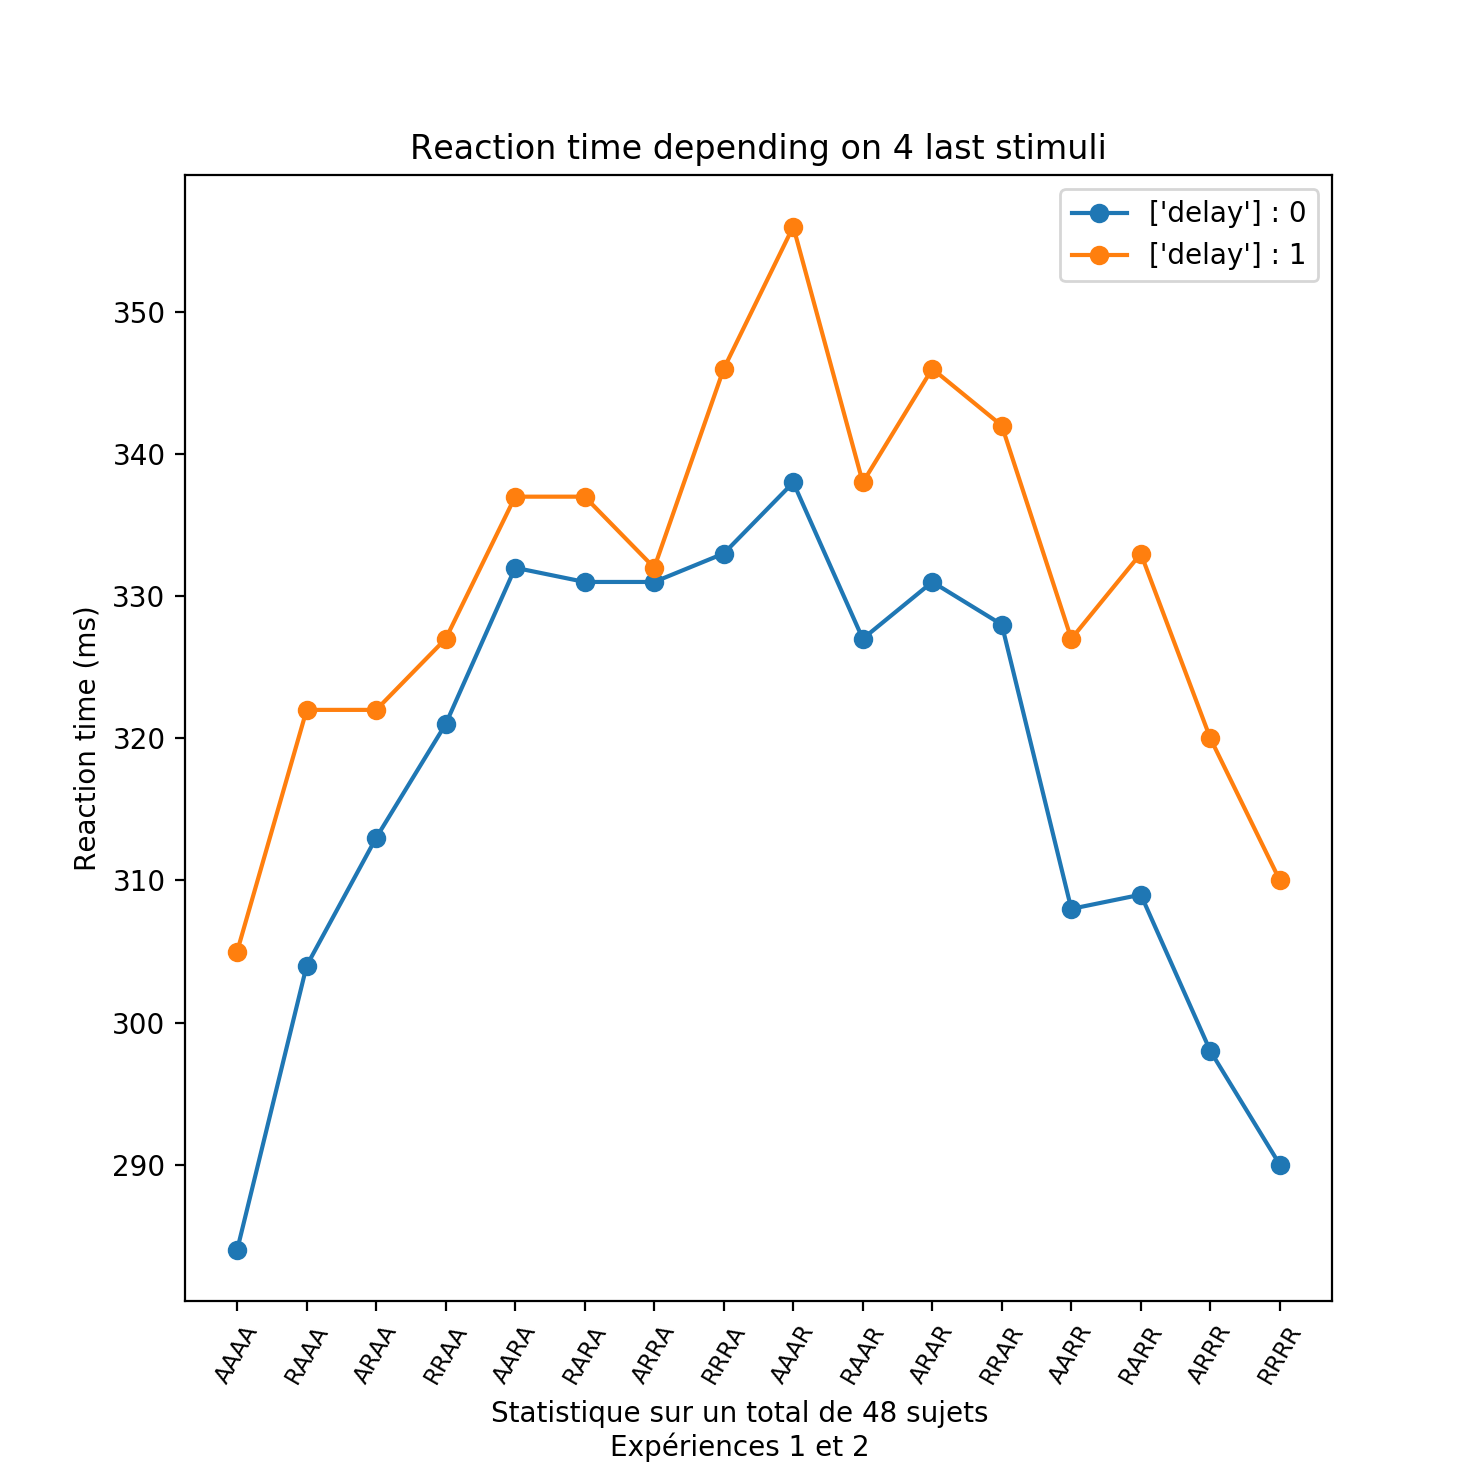 Reaction time depending on 4 last stimuli
['delay'] : 0
['delay'] : 1
Reaction time (ms)
350
340
330
320
310
300
290
AAAA
RAAA
ARAA
RRAA
AARA
RARA
ARRA
RRRA
AAAR
RAAR
ARAR
RRAR
AARR
RARR
ARRR
RRRR
Statistique sur un total de 48 sujets
Expériences 1 et 2